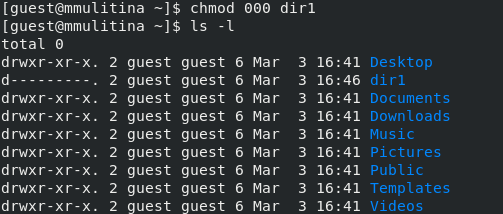 [guest@mmulitina ~]$ chmod 000 dir1
[guest@mmulitina ~]$ ls -l
total 0
drwxr-xr-x. 2 guest guest 6 Mar  3 16:41 Desktop
d---------. 2 guest guest 6 Mar  3 16:46 dir1
drwxr-xr-x. 2 guest guest 6 Mar  3 16:41 Documents
drwxr-xr-x. 2 guest guest 6 Mar  3 16:41 Downloads
drwxr-xr-x. 2 guest guest 6 Mar  3 16:41 Music
drwxr-xr-x. 2 guest guest 6 Mar  3 16:41 Pictures
drwxr-xr-x. 2 guest guest 6 Mar  3 16:41 Public
drwxr-xr-x. 2 guest guest 6 Mar  3 16:41 Templates
drwxr-xr-x. 2 guest guest 6 Mar  3 16:41 Videos